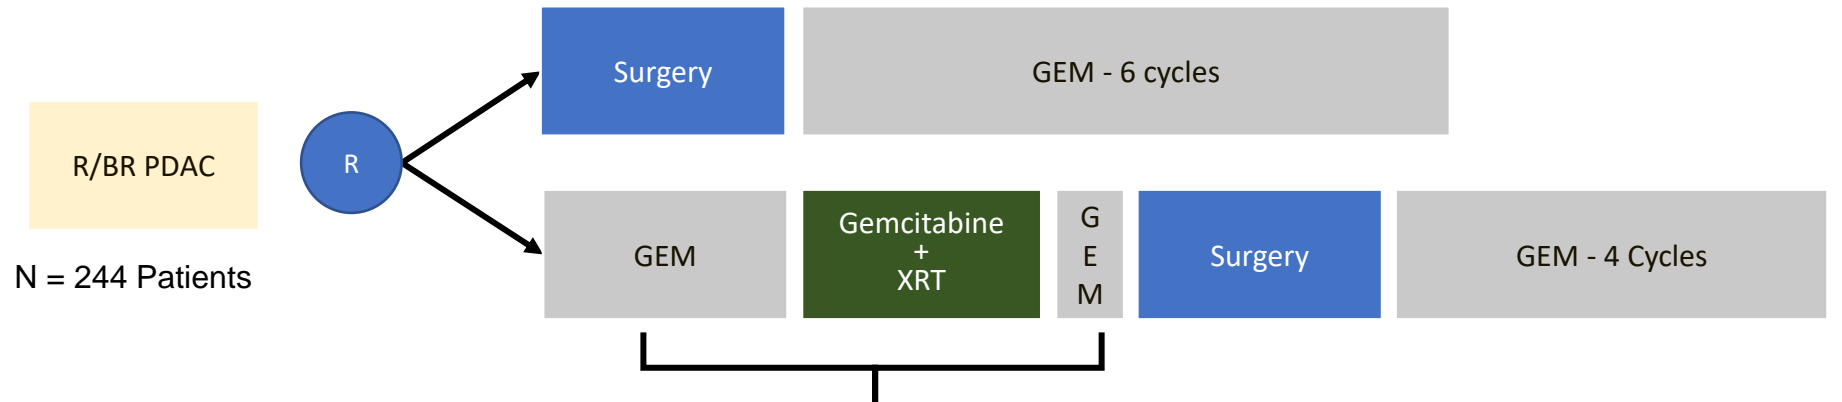 R/BR PDAC
N = 244 Patients
R
Surgery
GEM - 6 cycles
GEM
Gemcitabine
+
XRT
G
E
M
Surgery
GEM - 4 Cycles